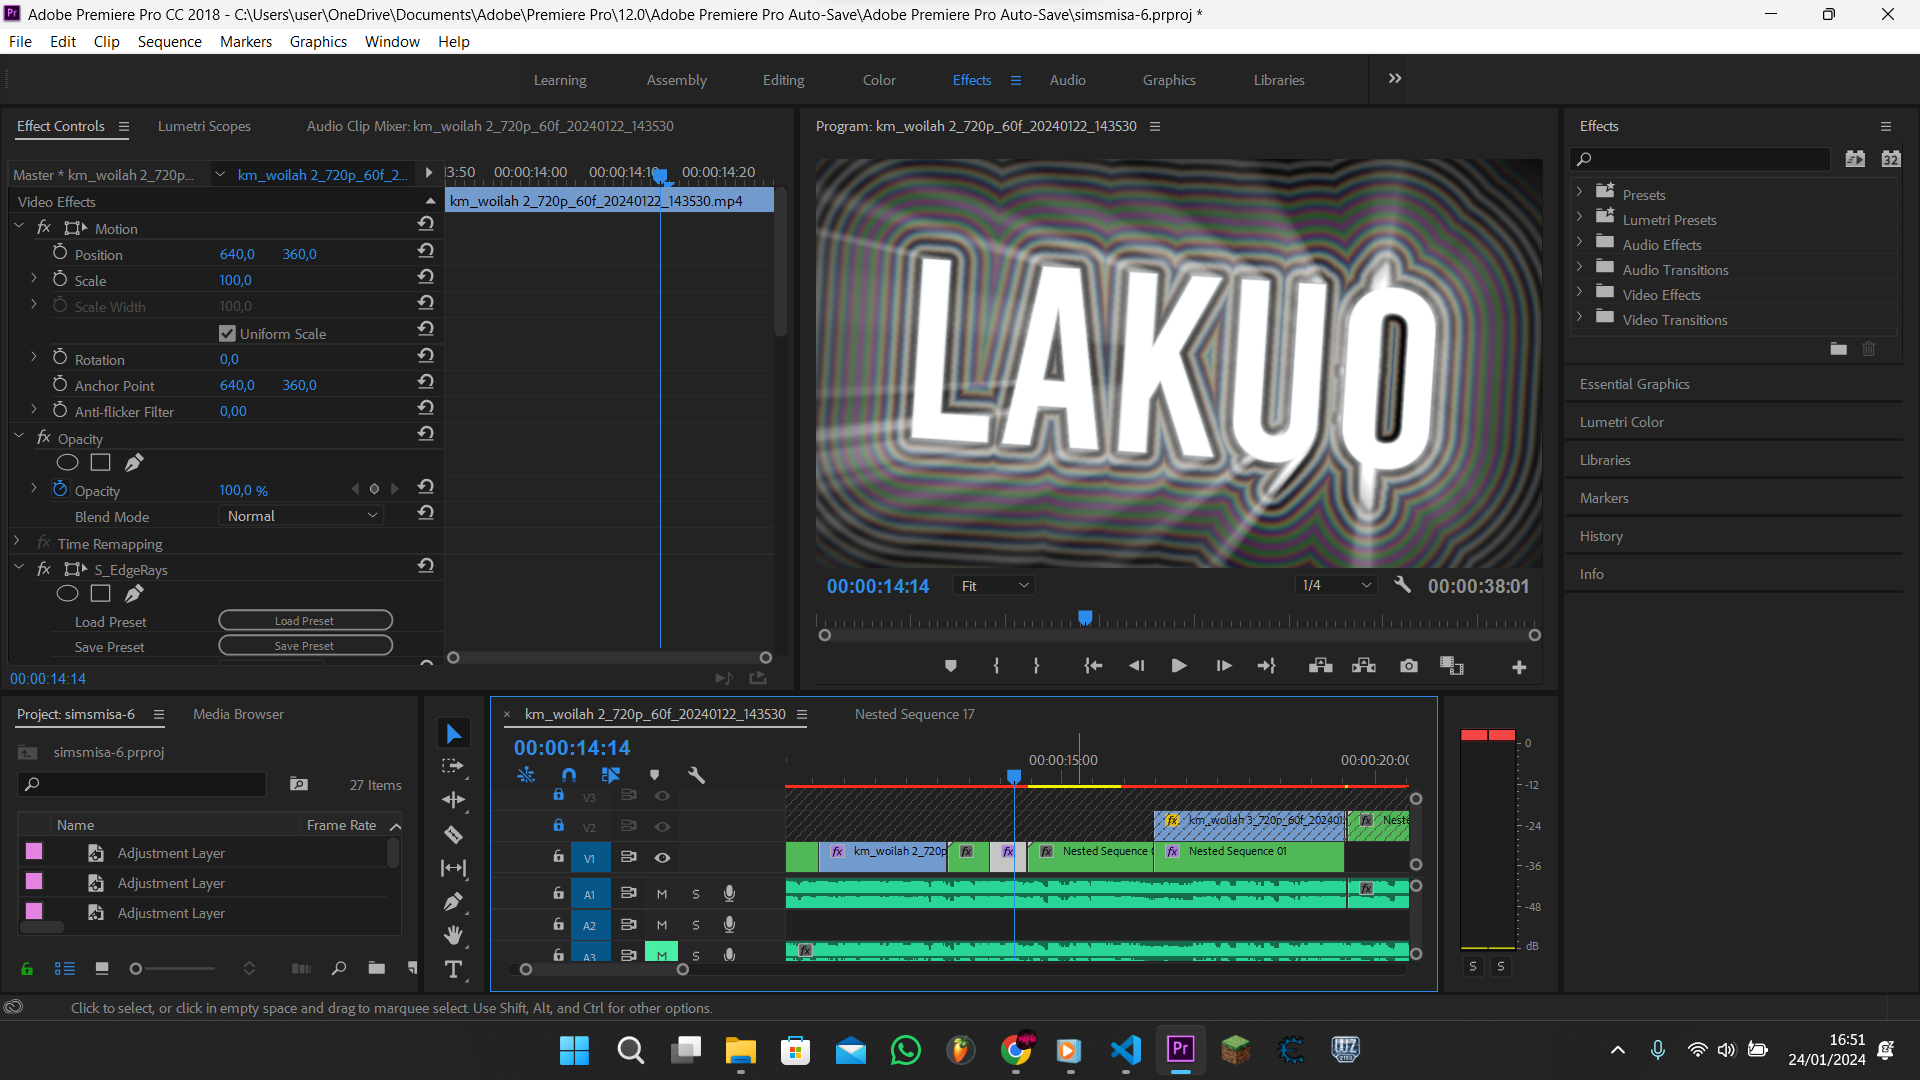 Adobe Premiere Pro CC 2018 - C:\Users\user\OneDrive\Documents\Adobe\Premiere Pro\12.0\Adobe Premiere Pro Auto-Save\Adobe Premiere Pro Auto-Save\simsmisa-6.prproj *
File Edit Clip Sequence Markers Graphics Window Help
Learning Assembly Editing Color Effects Audio Graphics Libraries
Effect Controls Lumetri Scopes Audio Clip Mixer: km_woilah 2_720p_60f_20240122_143530
Master * km_woilah 2_720p... km_woilah 2_720p_60f_2...
00:00:14:00 00:00:14:20
km_woilah 2_720p_60f_20240122_143530.mp4
Video Effects
fx Motion
Position 640,0 360,0
Scale 100,0
Scale Width 100,0
Uniform Scale
Rotation 0,0
Anchor Point 640,0 360,0
Anti-flicker Filter 0,00
fx Opacity
Opacity 100,0 %
Blend Mode Normal
fx Time Remapping
fx S_EdgeRays
Load Preset Load Preset
Save Preset Save Preset
00:00:14:14
Program: km_woilah 2_720p_60f_20240122_143530
LAKUO
00:00:14:14 Fit 1/4 00:00:38:01
Effects
32
Presets
Lumetri Presets
Audio Effects
Audio Transitions
Video Effects
Video Transitions
Essential Graphics
Lumetri Color
Libraries
Markers
History
Info
Project: simsmisa-6 Media Browser
simsmisa-6.prproj
27 Items
Name Frame Rate
Adjustment Layer
Adjustment Layer
Adjustment Layer
× km_woilah 2_720p_60f_20240122_143530 Nested Sequence 17
00:00:14:14
00:00:15:00 00:00:20:00
V3
V2 fx km_woilah 3_720p_60f_20240 fx Neste
V1 fx km_woilah 2_720p fx fx fx Nested Sequence fx Nested Sequence 01
A1 M S fx
A2 M S
A3 M S fx
0
-12
-24
-36
-48
dB
S S
Click to select, or click in empty space and drag to marquee select. Use Shift, Alt, and Ctrl for other options.
Pr
16:51
24/01/2024